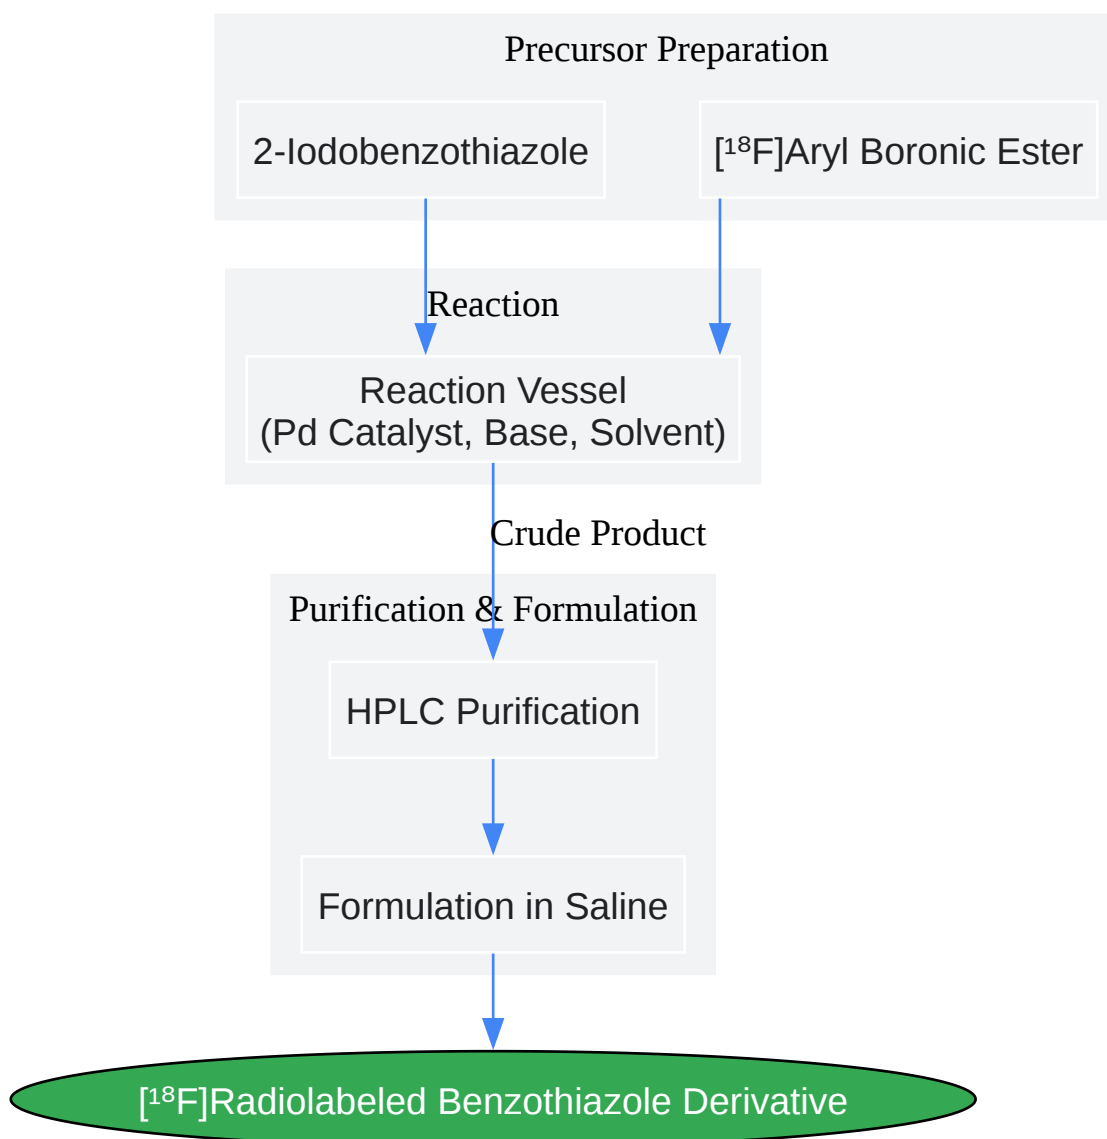 Precursor Preparation
2-Iodobenzothiazole
[¹⁸F]Aryl Boronic Ester
Reaction
Reaction Vessel
(Pd Catalyst, Base, Solvent)
Crude Product
Purification & Formulation
HPLC Purification
Formulation in Saline
[¹⁸F]Radiolabeled Benzothiazole Derivative